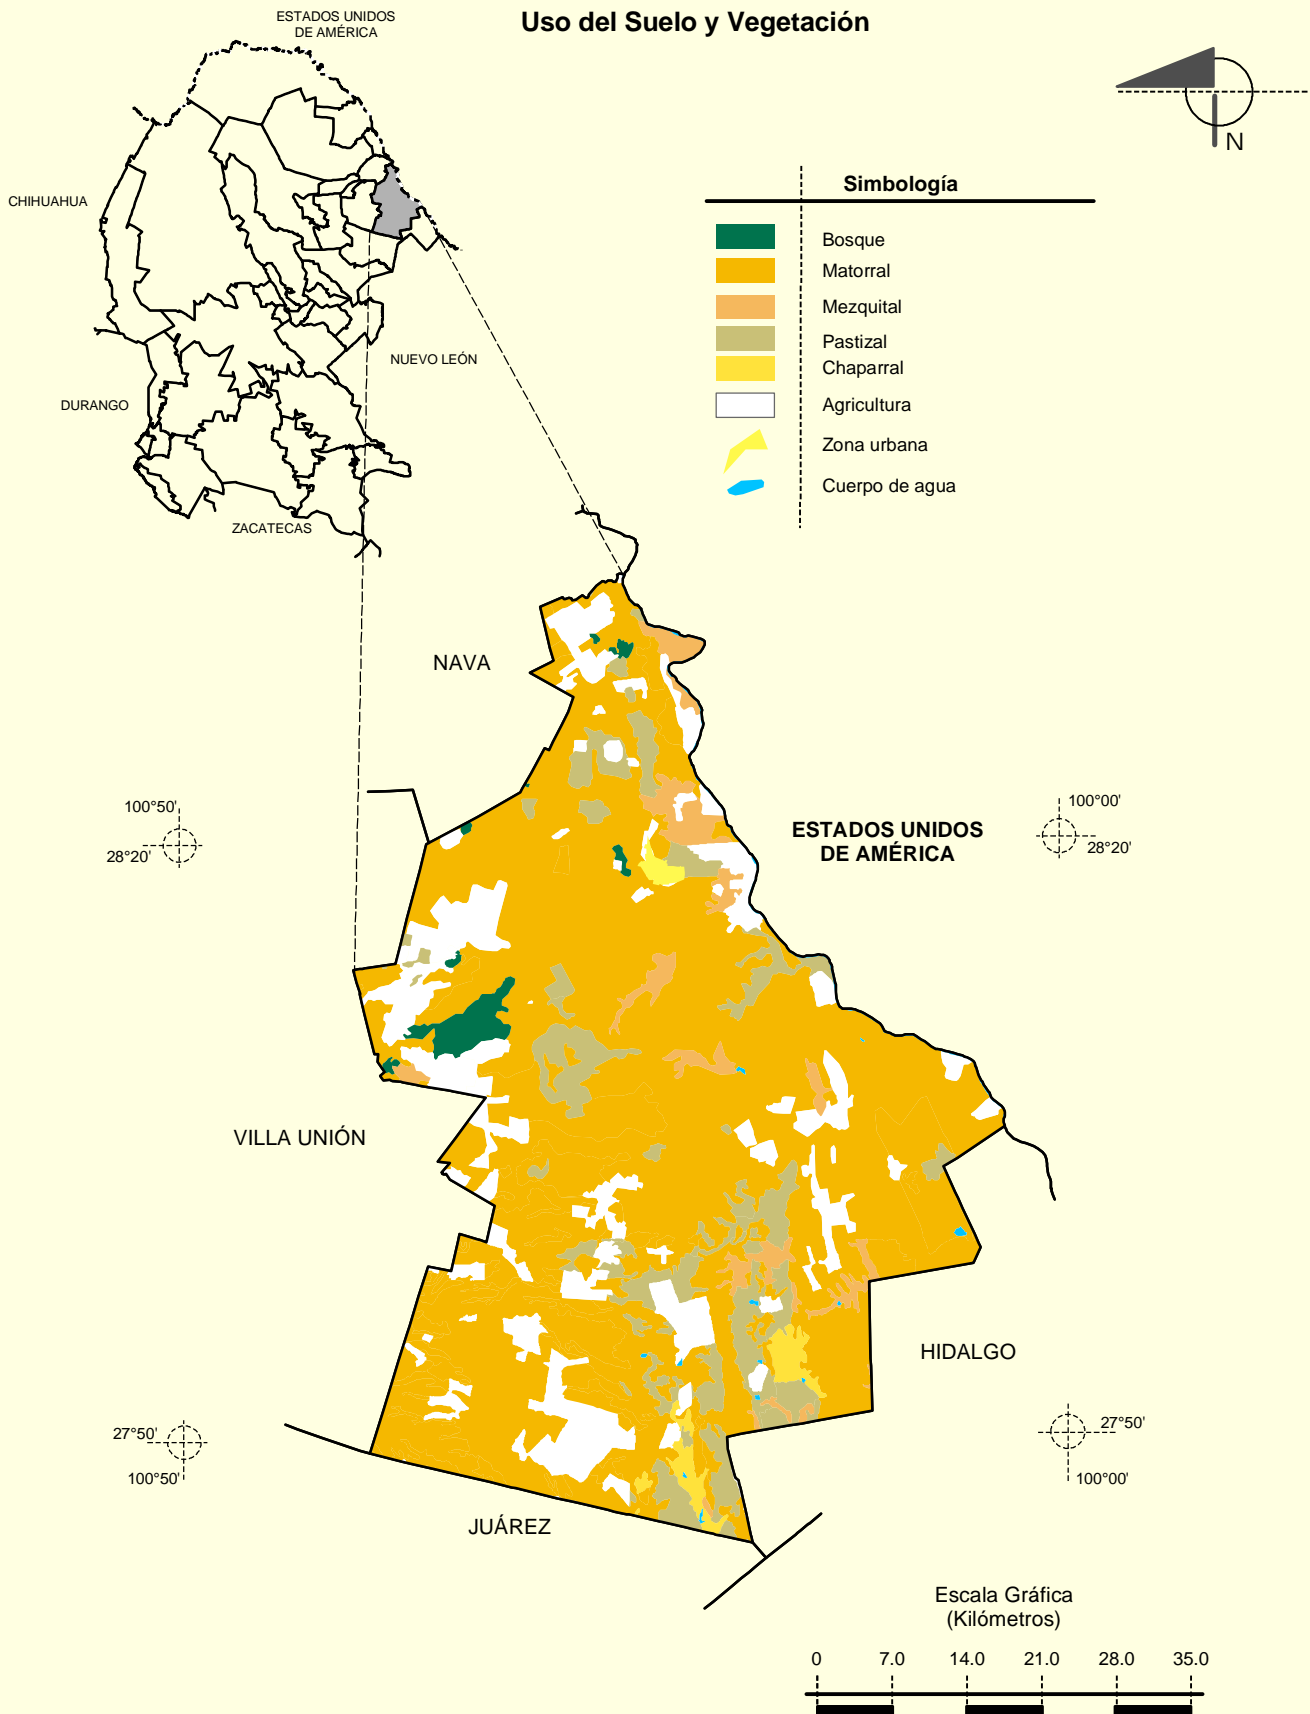 Uso del Suelo y Vegetación
ESTADOS UNIDOS
DE AMÉRICA
N
CHIHUAHUA
NUEVO LEÓN
DURANGO
ZACATECAS
Simbología
Bosque
Matorral
Mezquital
Pastizal
Chaparral
Agricultura
Zona urbana
Cuerpo de agua
NAVA
100°50'
28°20'
ESTADOS UNIDOS
DE AMÉRICA
100°00'
28°20'
VILLA UNIÓN
HIDALGO
27°50'
100°50'
27°50'
100°00'
JUÁREZ
Escala Gráfica
(Kilómetros)
0 7.0 14.0 21.0 28.0 35.0